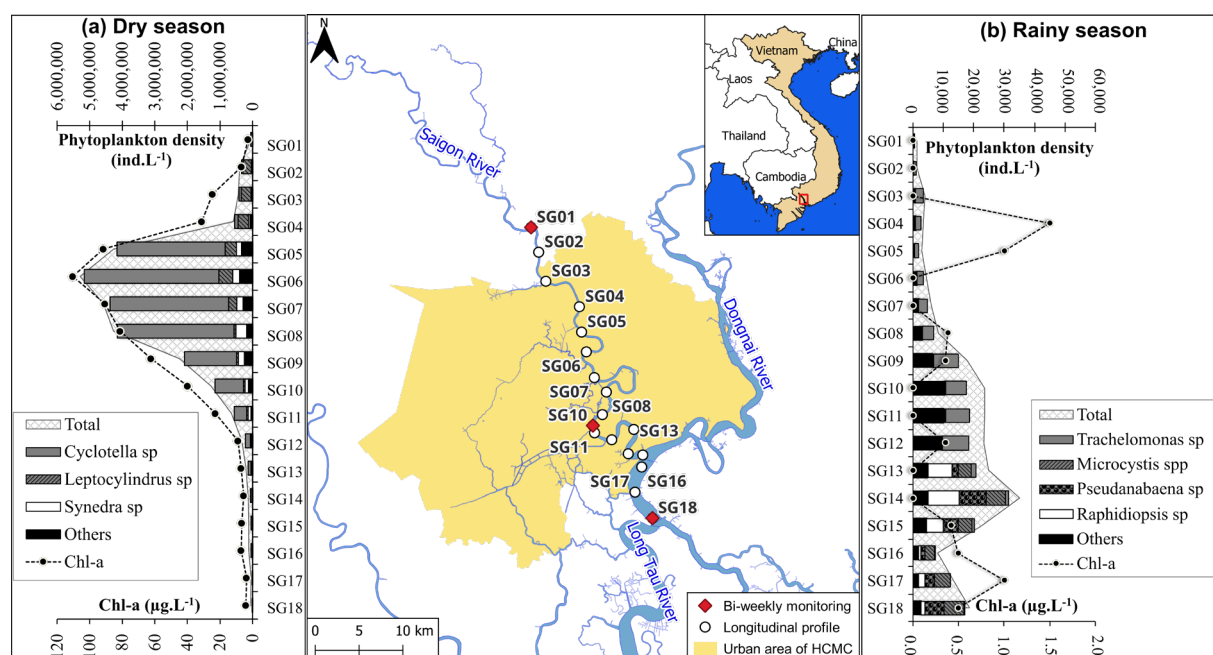 (a) Dry season
6,000,000
5,000,000
4,000,000
3,000,000
2,000,000
1,000,000
0
Phytoplankton density
(ind.L⁻¹)
SG01
SG02
SG03
SG04
SG05
SG06
SG07
SG08
SG09
SG10
SG11
SG12
SG13
SG14
SG15
SG16
SG17
SG18
Total
Cyclotella sp
Leptocylindrus sp
Synedra sp
Others
Chl-a
Chl-a (µg.L⁻¹)
120
100
80
60
40
20
0
N
Saigon River
SG01
SG02
SG03
SG04
SG05
SG06
SG07
SG08
SG10
SG11
SG13
SG16
SG17
SG18
Dongnai River
Long Tau River
0 5 10 km
Bi-weekly monitoring
Longitudinal profile
Urban area of HCMC
Vietnam
China
Laos
Thailand
Cambodia
(b) Rainy season
0
10,000
20,000
30,000
40,000
50,000
60,000
Phytoplankton density
(ind.L⁻¹)
SG01
SG02
SG03
SG04
SG05
SG06
SG07
SG08
SG09
SG10
SG11
SG12
SG13
SG14
SG15
SG16
SG17
SG18
Total
Trachelomonas sp
Microcystis spp
Pseudanabaena sp
Raphidiopsis sp
Others
Chl-a
Chl-a (µg.L⁻¹)
0.0
0.5
1.0
1.5
2.0